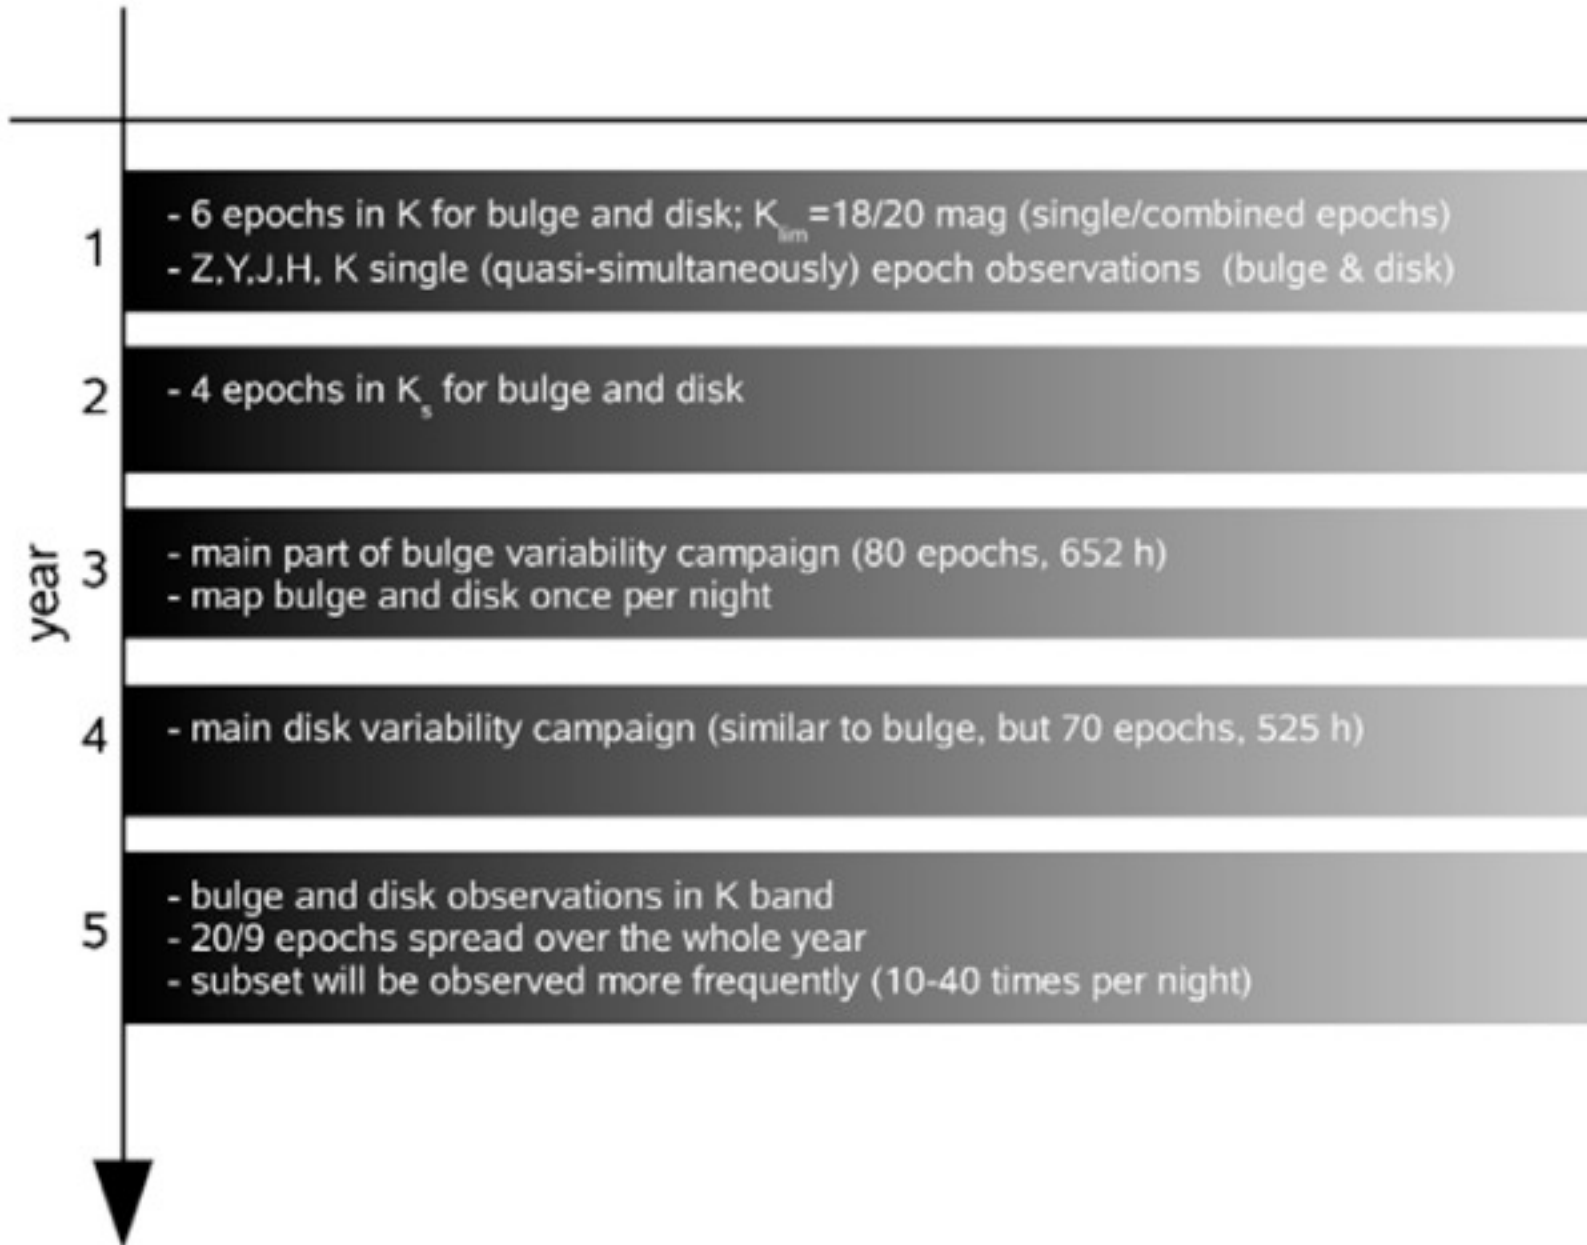 year
1
- 6 epochs in K for bulge and disk; Klim=18/20 mag (single/combined epochs)
- Z,Y,J,H, K single (quasi-simultaneously) epoch observations (bulge & disk)
2
- 4 epochs in Ks for bulge and disk
3
- main part of bulge variability campaign (80 epochs, 652 h)
- map bulge and disk once per night
4
- main disk variability campaign (similar to bulge, but 70 epochs, 525 h)
5
- bulge and disk observations in K band
- 20/9 epochs spread over the whole year
- subset will be observed more frequently (10-40 times per night)